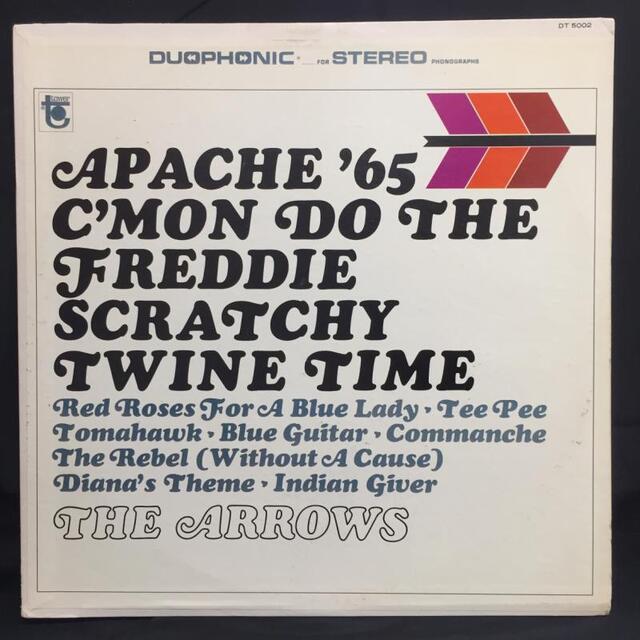 DT 5002
DUOPHONIC FOR STEREO PHONOGRAPHS
tower
APACHE '65
C'MON DO THE
FREDDIE
SCRATCHY
TWINE TIME
Red Roses For A Blue Lady · Tee Pee
Tomahawk · Blue Guitar · Commanche
The Rebel (Without A Cause)
Diana's Theme · Indian Giver
THE ARROWS